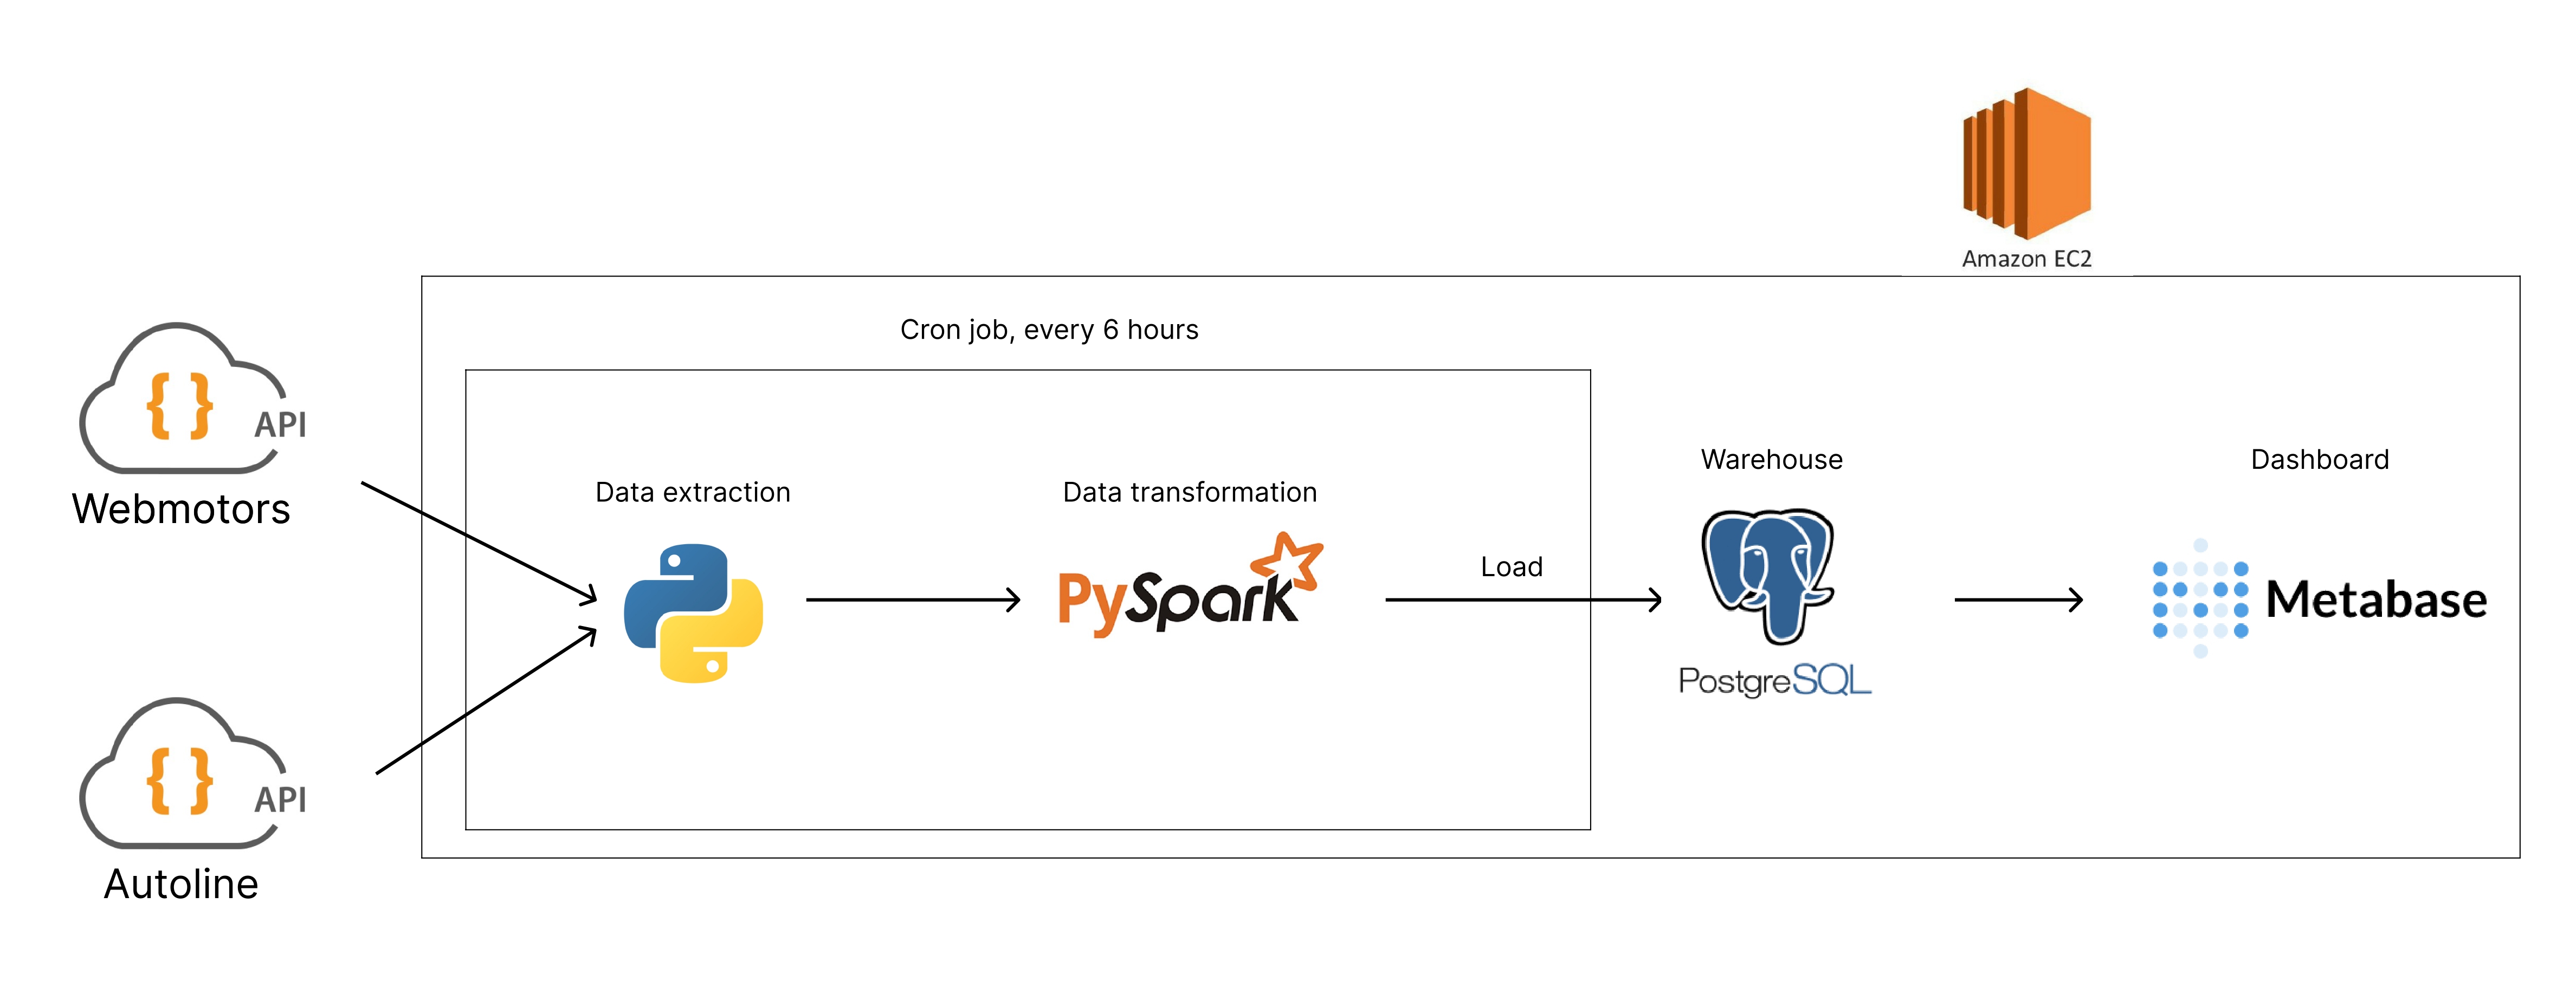 Amazon EC2
Cron job, every 6 hours
{ } API
Webmotors
Data extraction
Data transformation
PySpark
Load
Warehouse
PostgreSQL
Dashboard
Metabase
{ } API
Autoline